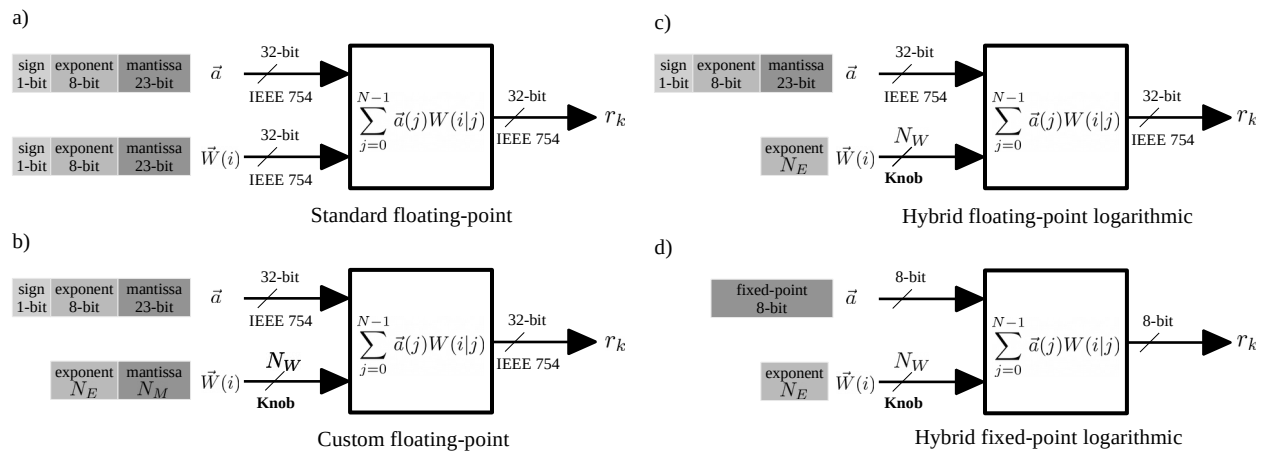 a)
sign exponent mantissa
1-bit 8-bit 23-bit
a⃗
32-bit
IEEE 754
sign exponent mantissa
1-bit 8-bit 23-bit
W⃗(i)
32-bit
IEEE 754
∑_{j=0}^{N−1} a⃗(j)W(i|j)
32-bit
IEEE 754
r_k
Standard floating-point
b)
sign exponent mantissa
1-bit 8-bit 23-bit
a⃗
32-bit
IEEE 754
exponent mantissa
N_E N_M
W⃗(i)
N_W
Knob
∑_{j=0}^{N−1} a⃗(j)W(i|j)
32-bit
IEEE 754
r_k
Custom floating-point
c)
sign exponent mantissa
1-bit 8-bit 23-bit
a⃗
32-bit
IEEE 754
exponent
N_E
W⃗(i)
N_W
Knob
∑_{j=0}^{N−1} a⃗(j)W(i|j)
32-bit
IEEE 754
r_k
Hybrid floating-point logarithmic
d)
fixed-point
8-bit
a⃗
8-bit
exponent
N_E
W⃗(i)
N_W
Knob
∑_{j=0}^{N−1} a⃗(j)W(i|j)
8-bit
r_k
Hybrid fixed-point logarithmic